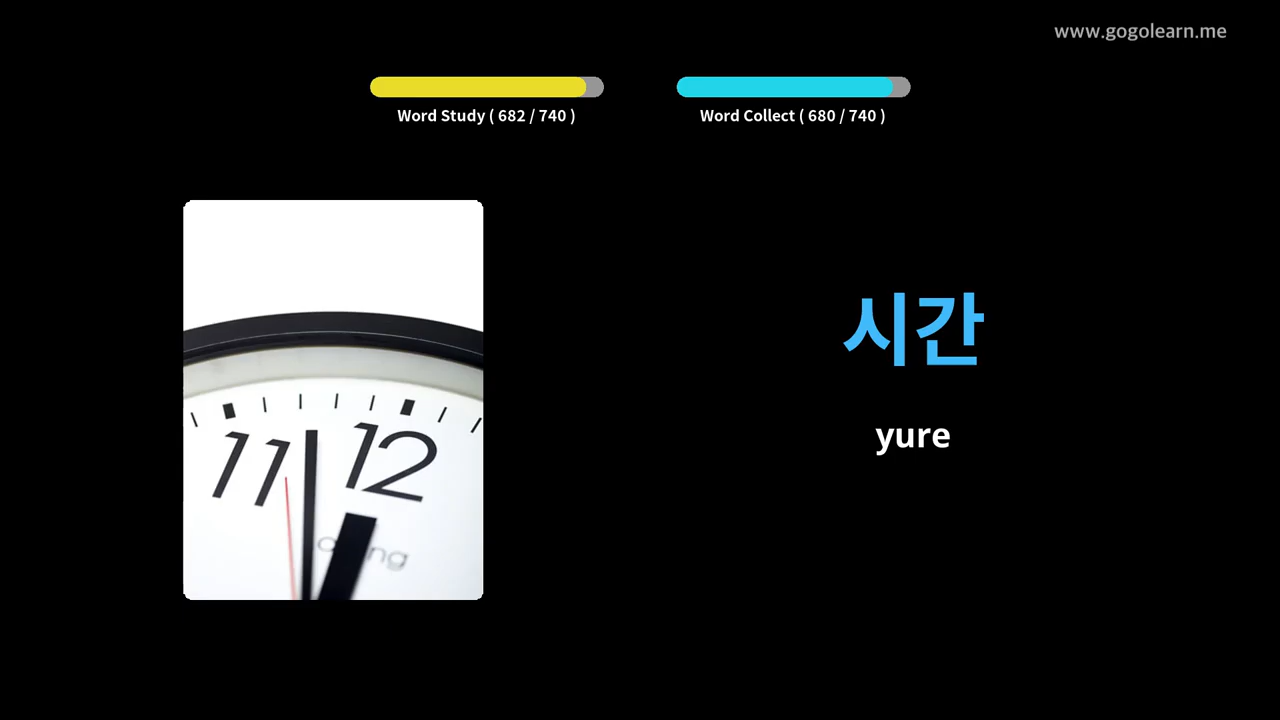 www.gogolearn.me
Word Study ( 682 / 740 )
Word Collect ( 680 / 740 )
시간
yure
11
12